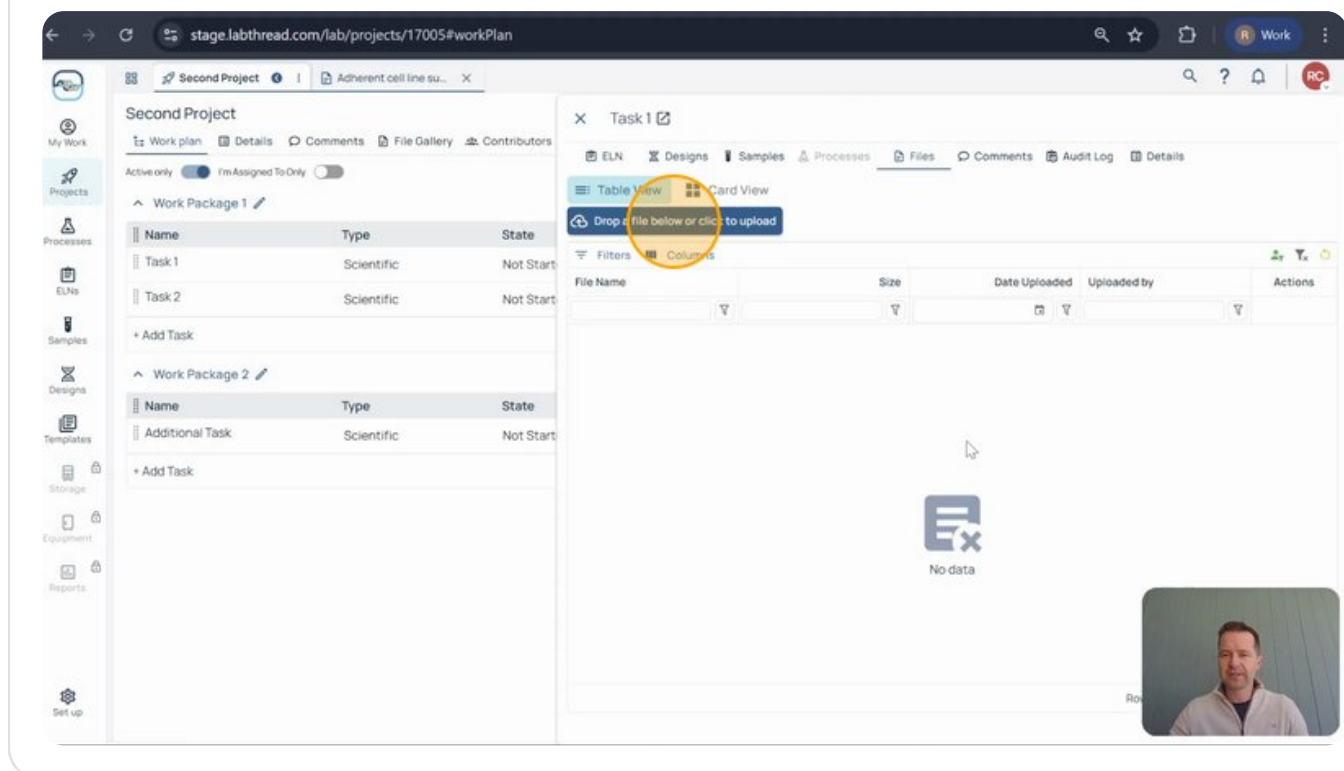 stage.labthread.com/lab/projects/17005#workPlan
R Work
Second Project
Adherent cell line su...
RC
My Work
Projects
Processes
ELNs
Samples
Designs
Templates
Storage
Equipment
Reports
Set up
Second Project
Work plan Details Comments File Gallery Contributors
Active only I'm Assigned To Only
Work Package 1
Name Type State
Task 1 Scientific Not Start
Task 2 Scientific Not Start
+ Add Task
Work Package 2
Name Type State
Additional Task Scientific Not Start
+ Add Task
Task 1
ELN Designs Samples Processes Files Comments Audit Log Details
Table View Card View
Drop a file below or click to upload
Filters Columns
File Name Size Date Uploaded Uploaded by Actions
No data